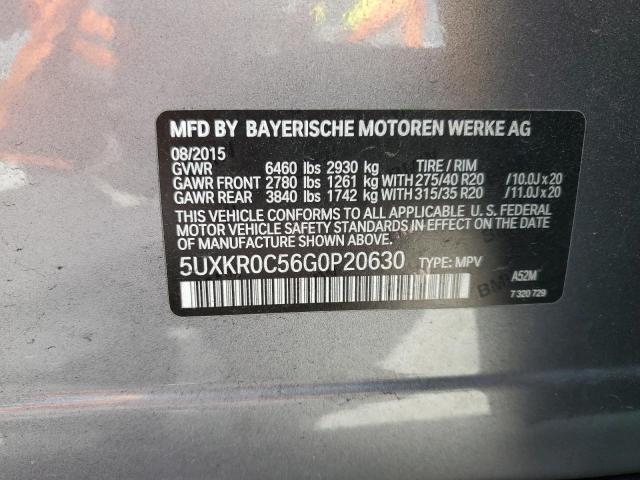 MFD BY BAYERISCHE MOTOREN WERKE AG
08/2015
GVWR 6460 lbs 2930 kg TIRE / RIM
GAWR FRONT 2780 lbs 1261 kg WITH 275/40 R20 /10.0J x 20
GAWR REAR 3840 lbs 1742 kg WITH 315/35 R20 /11.0J x 20
THIS VEHICLE CONFORMS TO ALL APPLICABLE U. S. FEDERAL
MOTOR VEHICLE SAFETY STANDARDS IN EFFECT ON THE DATE
OF MANUFACTURE SHOWN ABOVE.
5UXKR0C56G0P20630 TYPE: MPV
A52M
7 320 729